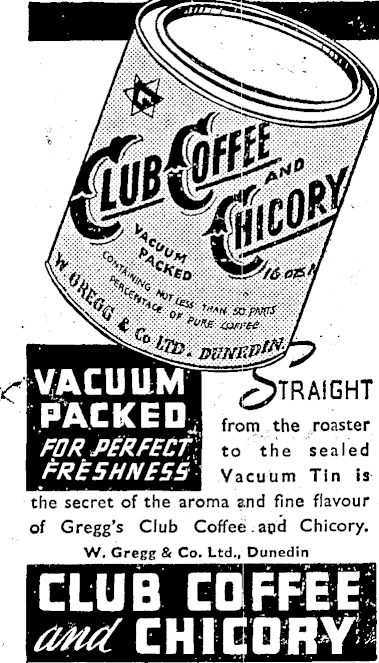 CLUB COFFEE
AND
CHICORY
VACUUM
PACKED
16 OZS N
CONTAINING NOT LESS THAN 50 PARTS
PERCENTAGE OF PURE COFFEE
W. GREGG & Co LTD. DUNEDIN.
VACUUM
PACKED
FOR PERFECT
FRESHNESS
STRAIGHT
from the roaster
to the sealed
Vacuum Tin is
the secret of the aroma and fine flavour
of Gregg's Club Coffee and Chicory.
W. Gregg & Co. Ltd., Dunedin
CLUB COFFEE
and CHICORY